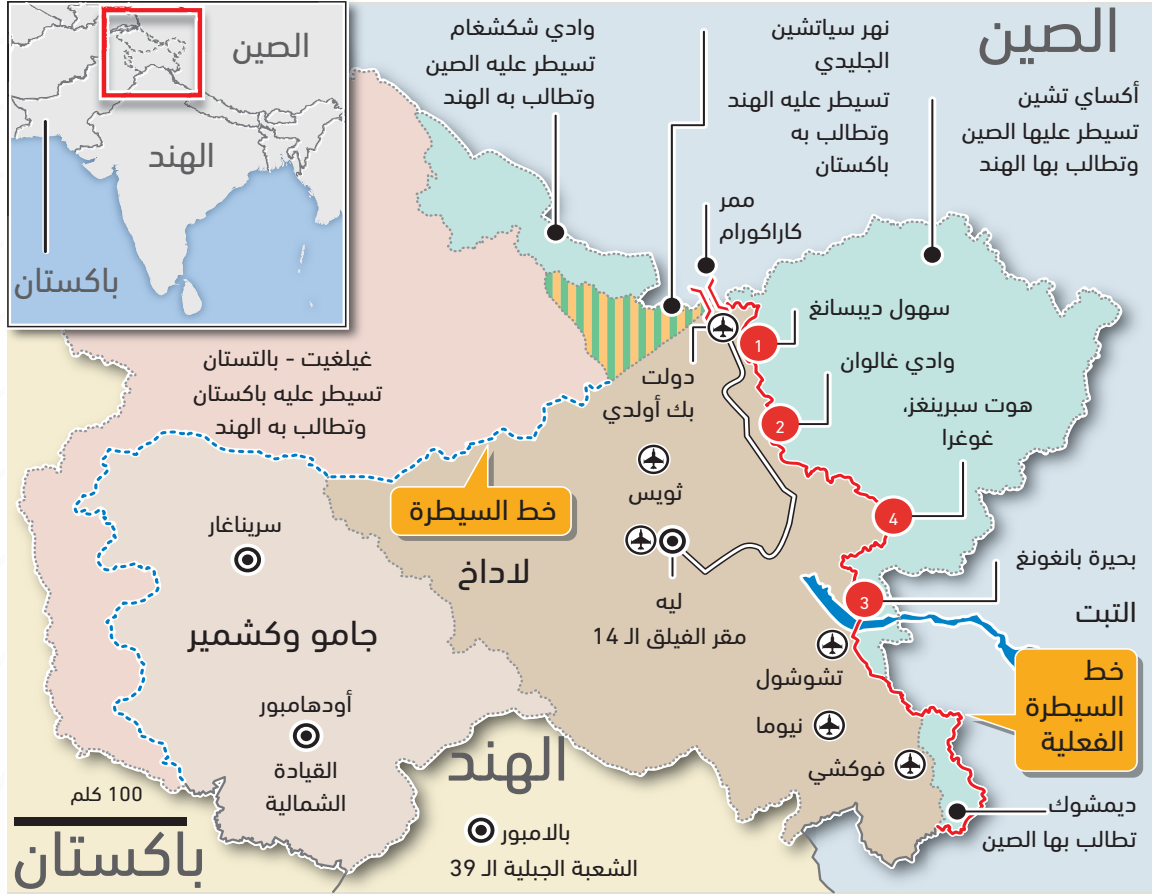 الصين
الهند
باكستان
وادي شكشغام
تسيطر عليه الصين
وتطالب به الهند
نهر سياتشين
الجليدي
تسيطر عليه الهند
وتطالب به
باكستان
الصين
أكساي تشين
تسيطر عليها الصين
وتطالب بها الهند
ممر
كاراكورام
سهول ديبسانغ
1
وادي غالوان
2
هوت سبرينغز،
غوغرا
4
بحيرة بانغونغ
3
التبت
خط
السيطرة
الفعلية
دولت
بك أولدي
ثويس
ليه
مقر الفيلق الـ 14
تشوشول
نيوما
فوكشي
ديمشوك
تطالب بها الصين
غيلغيت - بالتستان
تسيطر عليه باكستان
وتطالب به الهند
خط السيطرة
لاداخ
سريناغار
جامو وكشمير
أودهامبور
القيادة
الشمالية
الهند
بالامبور
الشعبة الجبلية الـ 39
100 كلم
باكستان